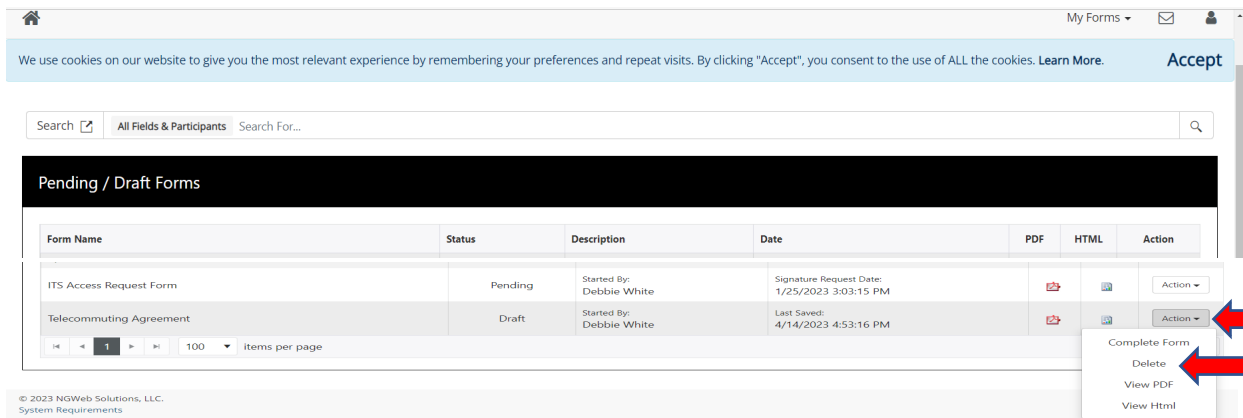 My Forms
We use cookies on our website to give you the most relevant experience by remembering your preferences and repeat visits. By clicking "Accept", you consent to the use of ALL the cookies. Learn More. Accept
Search All Fields & Participants Search For...
Pending / Draft Forms
Form Name Status Description Date PDF HTML Action
ITS Access Request Form Pending Started By: Debbie White Signature Request Date: 1/25/2023 3:03:15 PM Action
Telecommuting Agreement Draft Started By: Debbie White Last Saved: 4/14/2023 4:53:16 PM Action
1 100 items per page
Complete Form
Delete
View PDF
View Html
© 2023 NGWeb Solutions, LLC.
System Requirements